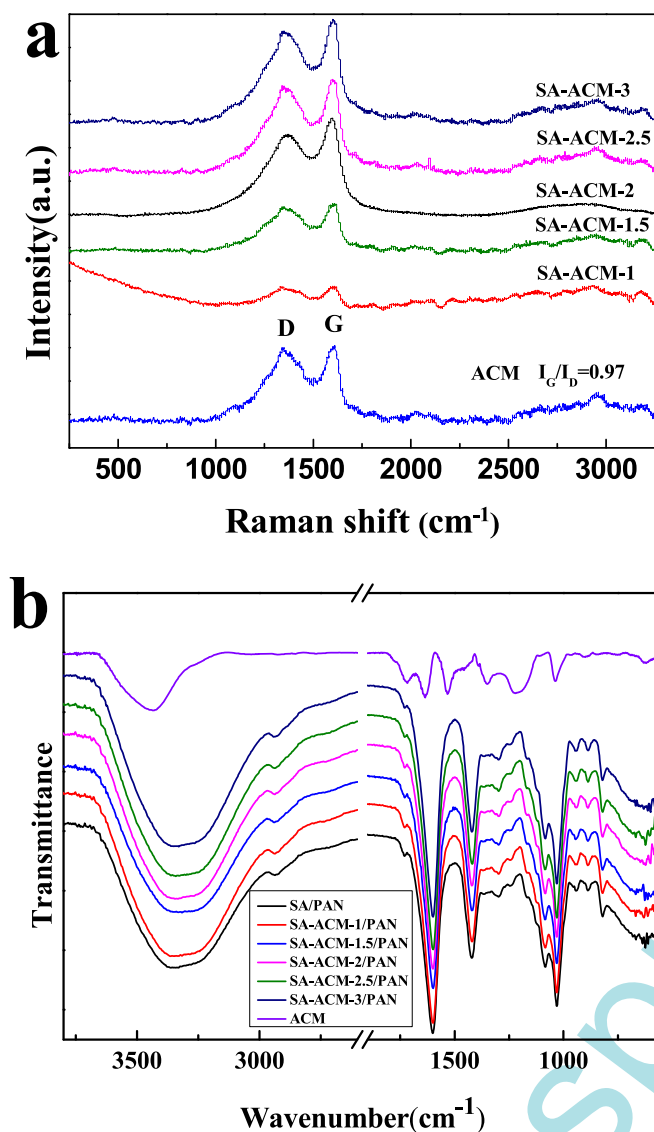 a
Intensity(a.u.)
SA-ACM-3
SA-ACM-2.5
SA-ACM-2
SA-ACM-1.5
SA-ACM-1
D G
ACM I_G/I_D=0.97
500 1000 1500 2000 2500 3000
Raman shift (cm⁻¹)
b
Transmittance
SA/PAN
SA-ACM-1/PAN
SA-ACM-1.5/PAN
SA-ACM-2/PAN
SA-ACM-2.5/PAN
SA-ACM-3/PAN
ACM
3500 3000 1500 1000
Wavenumber(cm⁻¹)